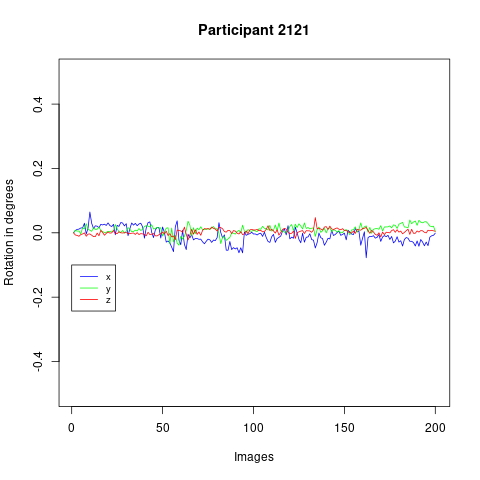 Participant 2121
Rotation in degrees
0.4
0.2
0.0
-0.2
-0.4
x
y
z
0 50 100 150 200
Images